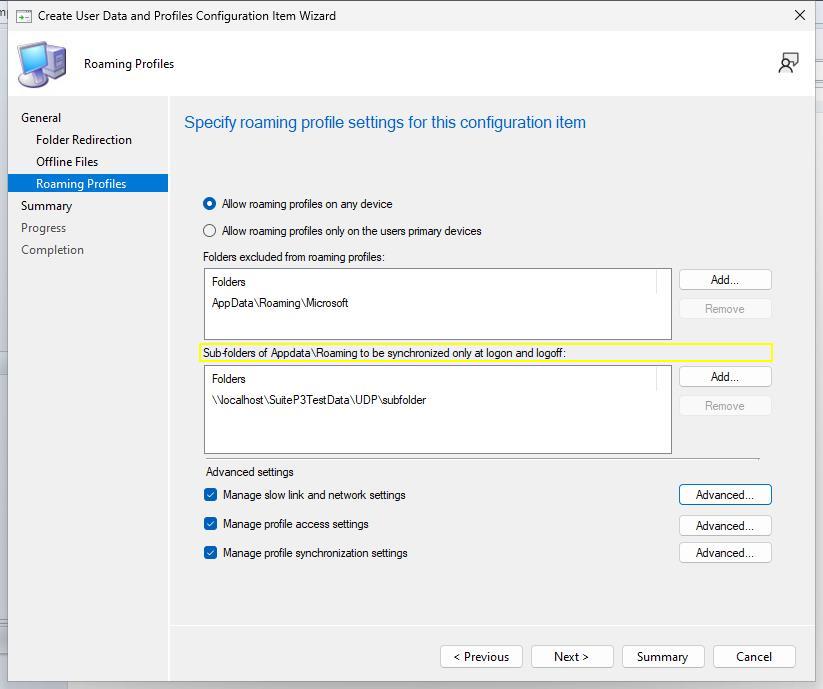 Create User Data and Profiles Configuration Item Wizard
Roaming Profiles
General
Folder Redirection
Offline Files
Roaming Profiles
Summary
Progress
Completion
Specify roaming profile settings for this configuration item
Allow roaming profiles on any device
Allow roaming profiles only on the users primary devices
Folders excluded from roaming profiles:
Folders
AppData\Roaming\Microsoft
Add...
Remove
Sub-folders of Appdata\Roaming to be synchronized only at logon and logoff:
Folders
\\localhost\SuiteP3TestData\UDP\subfolder
Add...
Remove
Advanced settings
Manage slow link and network settings
Advanced...
Manage profile access settings
Advanced...
Manage profile synchronization settings
Advanced...
< Previous
Next >
Summary
Cancel